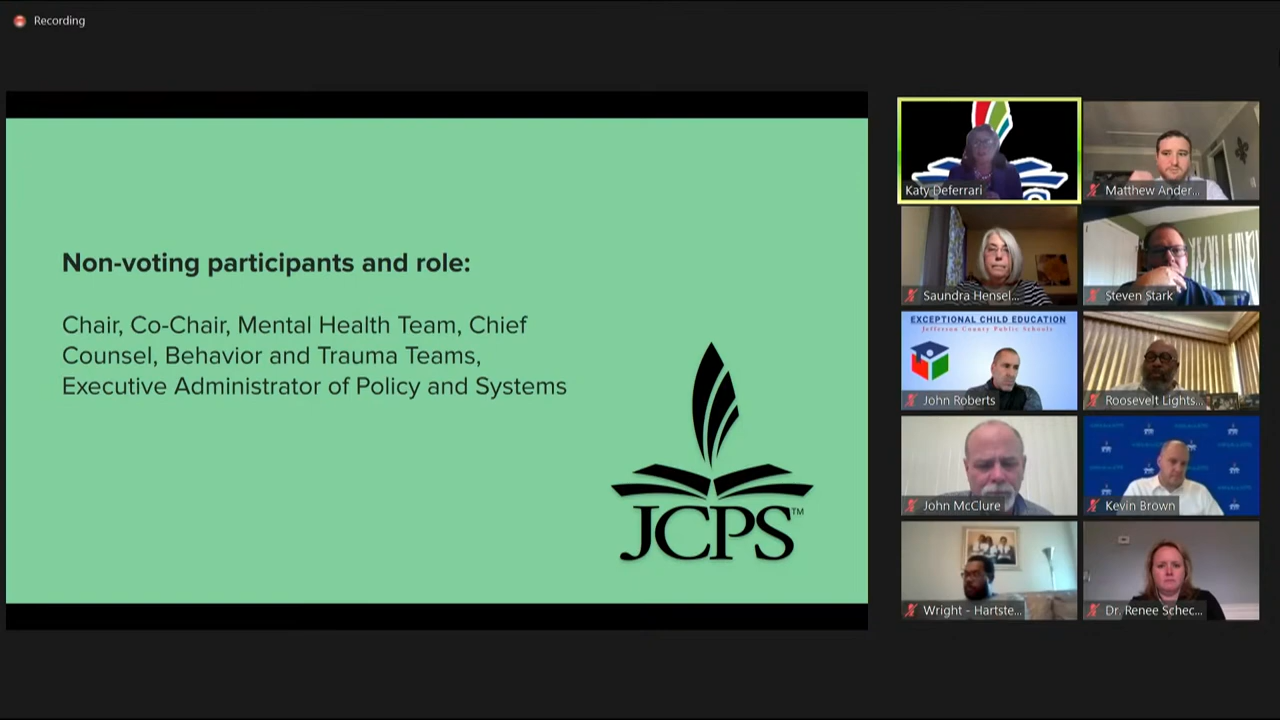 Recording
Non-voting participants and role:
Chair, Co-Chair, Mental Health Team, Chief
Counsel, Behavior and Trauma Teams,
Executive Administrator of Policy and Systems
JCPS™
Katy Deferrari
Matthew Ander...
Saundra Hensel...
Steven Stark
EXCEPTIONAL CHILD EDUCATION
Jefferson County Public Schools
John Roberts
Roosevelt Lights...
John McClure
Kevin Brown
Wright - Hartste...
Dr. Renee Schec...